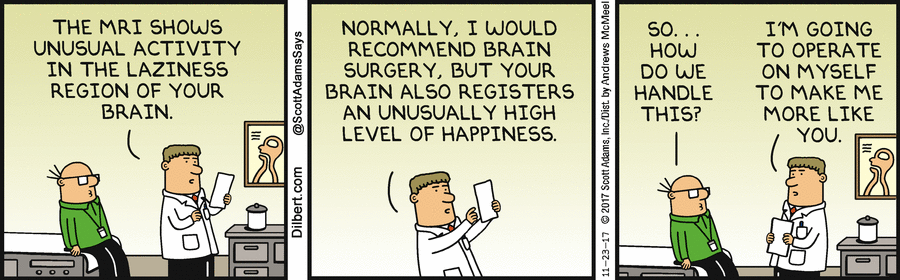 THE MRI SHOWS
UNUSUAL ACTIVITY
IN THE LAZINESS
REGION OF YOUR
BRAIN.
Dilbert.com
@ScottAdamsSays
NORMALLY, I WOULD
RECOMMEND BRAIN
SURGERY, BUT YOUR
BRAIN ALSO REGISTERS
AN UNUSUALLY HIGH
LEVEL OF HAPPINESS.
11-23-17 © 2017 Scott Adams, Inc./Dist. by Andrews McMeel
SO...
HOW
DO WE
HANDLE
THIS?
I'M GOING
TO OPERATE
ON MYSELF
TO MAKE ME
MORE LIKE
YOU.